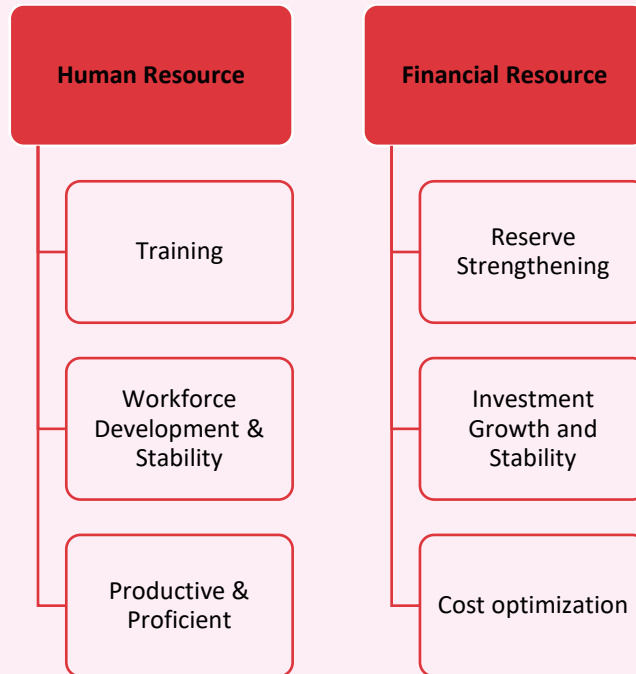 Human Resource
Training
Workforce
Development &
Stability
Productive &
Proficient
Financial Resource
Reserve
Strengthening
Investment
Growth and
Stability
Cost optimization